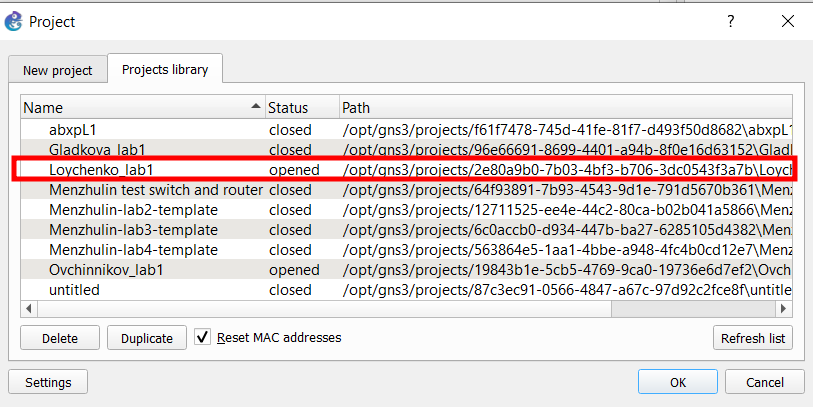 Project
New project Projects library
Name Status Path
abxpL1 closed /opt/gns3/projects/f61f7478-745d-41fe-81f7-d493f50d8682\abxpL1
Gladkova_lab1 closed /opt/gns3/projects/96e66691-8699-4401-a94b-8f0e16d63152\Gladl
Loychenko_lab1 opened /opt/gns3/projects/2e80a9b0-7b03-4bf3-b706-3dc0543f3a7b\Loych
Menzhulin test switch and router closed /opt/gns3/projects/64f93891-7b93-4543-9d1e-791d5670b361\Menz
Menzhulin-lab2-template closed /opt/gns3/projects/12711525-ee4e-44c2-80ca-b02b041a5866\Menz
Menzhulin-lab3-template closed /opt/gns3/projects/6c0accb0-d934-447b-ba27-6285105d4382\Menz
Menzhulin-lab4-template closed /opt/gns3/projects/563864e5-1aa1-4bbe-a948-4fc4b0cd12e7\Menz
Ovchinnikov_lab1 opened /opt/gns3/projects/19843b1e-5cb5-4769-9ca0-19736e6d7ef2\Ovch
untitled closed /opt/gns3/projects/87c3ec91-0566-4847-a67c-97d92c2fce8f\untitle
Delete Duplicate Reset MAC addresses Refresh list
Settings OK Cancel